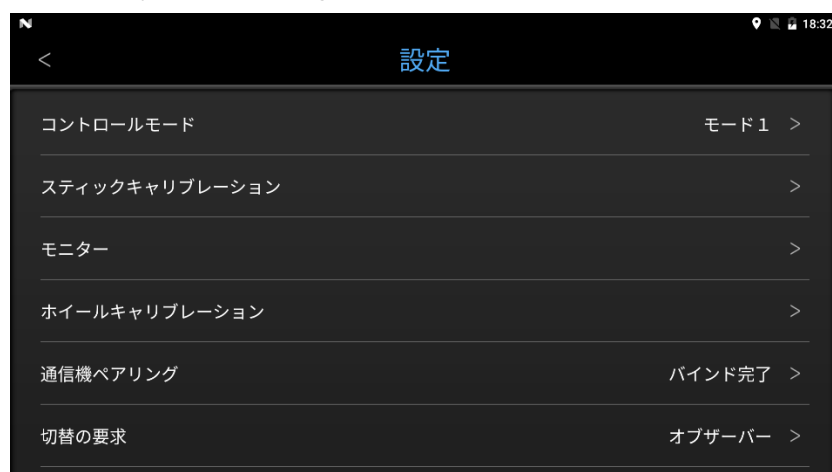 18:32
< 設定
コントロールモード モード１ >
スティックキャリブレーション >
モニター >
ホイールキャリブレーション >
通信機ペアリング バインド完了 >
切替の要求 オブザーバー >